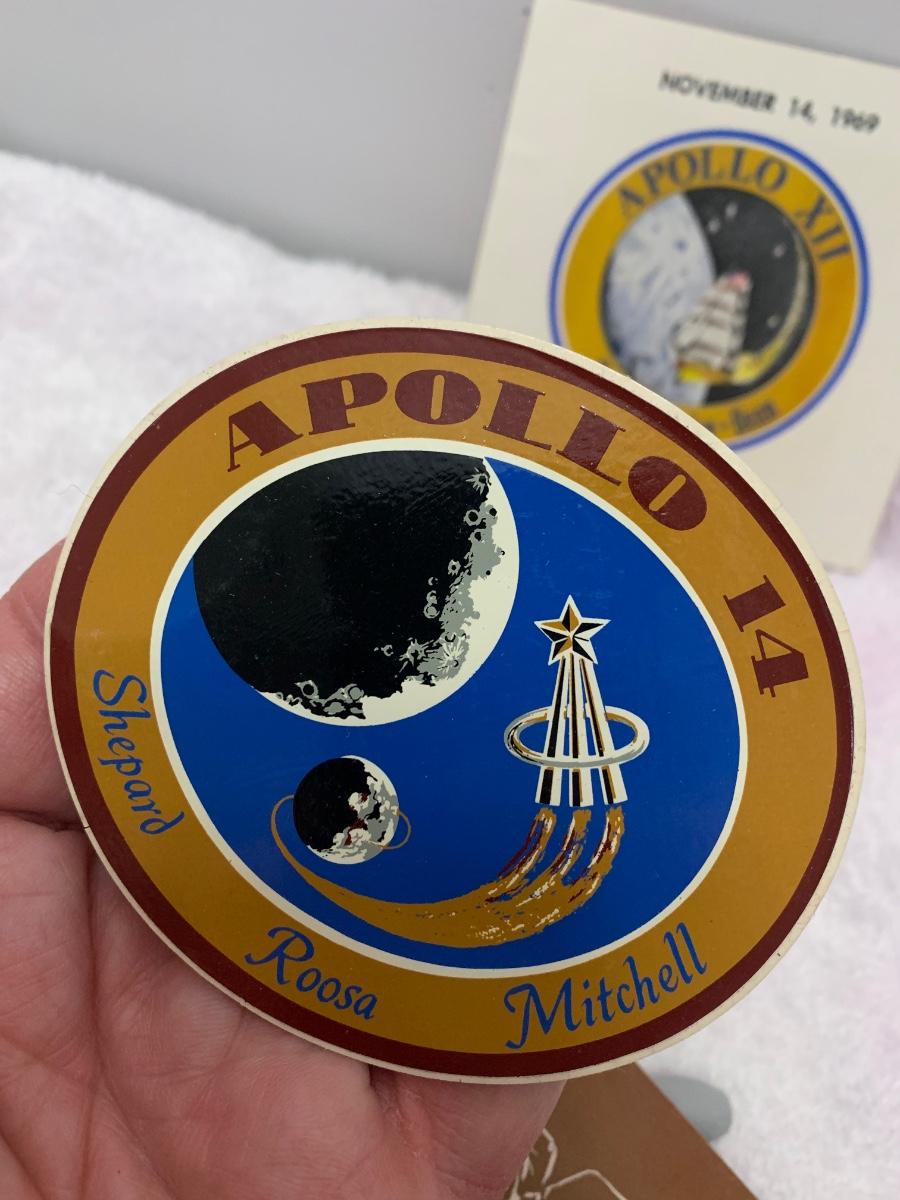 NOVEMBER 14, 1969
APOLLO XII
APOLLO 14
Shepard
Roosa
Mitchell